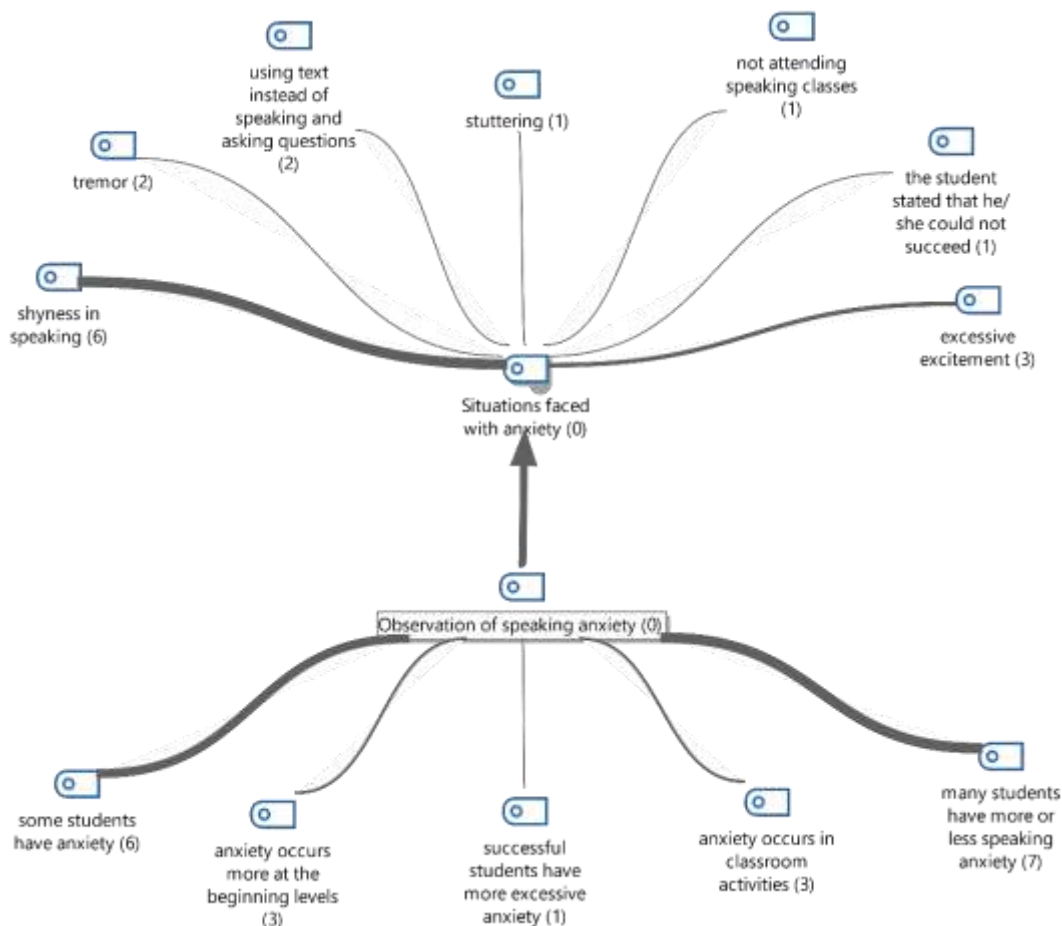 using text
instead of
speaking and
asking questions
(2)
not attending
speaking classes
(1)
stuttering (1)
tremor (2)
the student
stated that he/
she could not
succeed (1)
shyness in
speaking (6)
excessive
excitement (3)
Situations faced
with anxiety (0)
Observation of speaking anxiety (0)
some students
have anxiety (6)
anxiety occurs
more at the
beginning levels
(3)
successful
students have
more excessive
anxiety (1)
anxiety occurs in
classroom
activities (3)
many students
have more or
less speaking
anxiety (7)